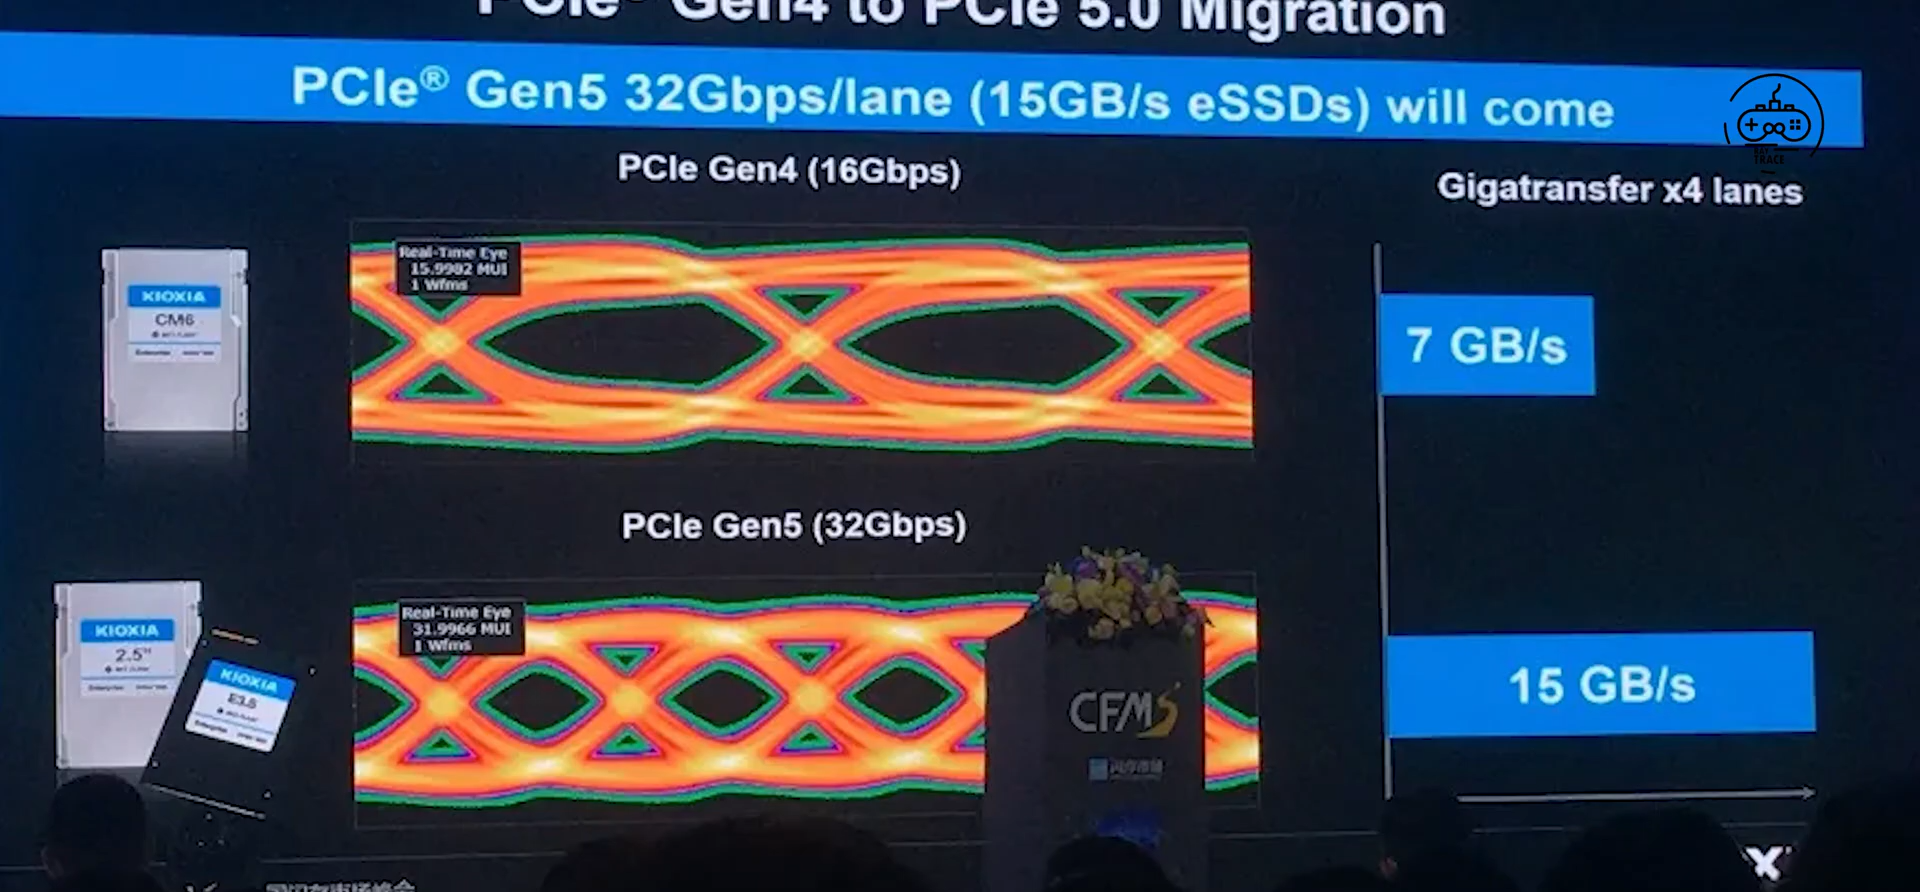 PCIe® Gen4 to PCIe 5.0 Migration
PCIe® Gen5 32Gbps/lane (15GB/s eSSDs) will come
TRACE
PCIe Gen4 (16Gbps)
Gigatransfer x4 lanes
Real-Time Eye
15.9902 MUI
1 Wfms
KIOXIA
CM6
7 GB/s
PCIe Gen5 (32Gbps)
Real-Time Eye
31.9966 MUI
1 Wfms
KIOXIA
2.5"
KIOXIA
E3.S
15 GB/s
CFMS